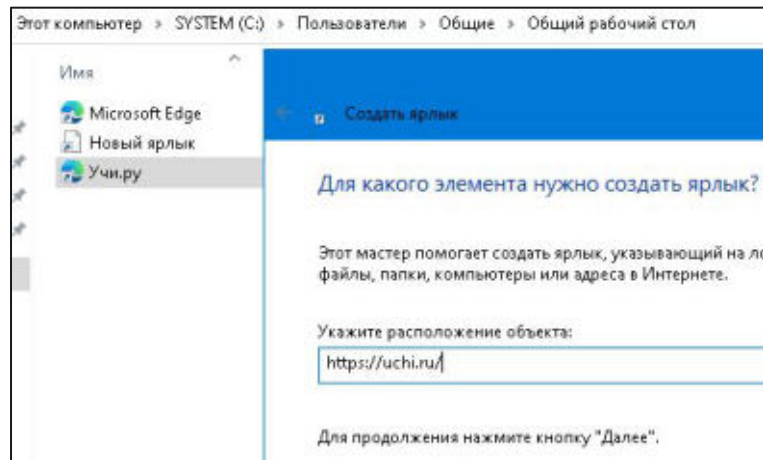 Этот компьютер > SYSTEM (C:) > Пользователи > Общие > Общий рабочий стол
Имя
Microsoft Edge
Новый ярлык
Учи.ру
Создать ярлык
Для какого элемента нужно создать ярлык?
Этот мастер помогает создать ярлык, указывающий на
файлы, папки, компьютеры или адреса в Интернете.
Укажите расположение объекта:
https://uchi.ru/
Для продолжения нажмите кнопку "Далее".